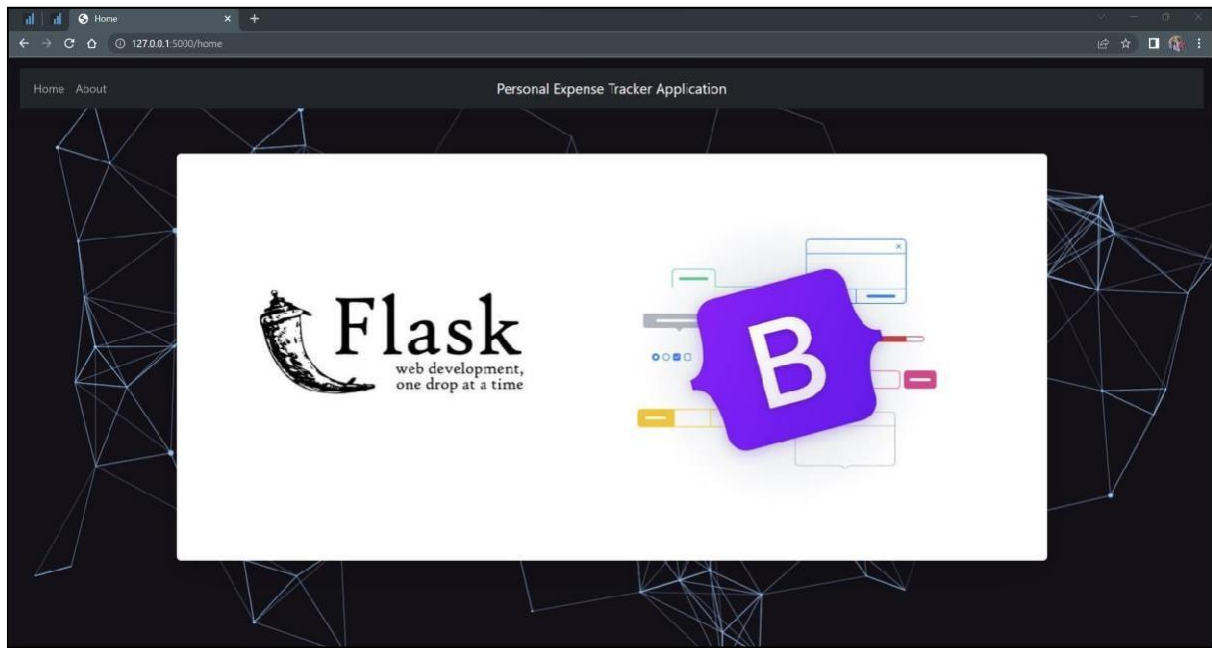 Home
127.0.0.1:5000/home
Home About
Personal Expense Tracker Application
Flask
web development,
one drop at a time
B